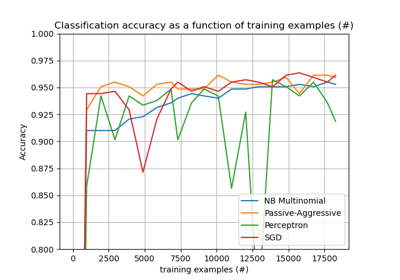 Classification accuracy as a function of training examples (#)
1.000
0.975
0.950
0.925
0.900
0.875
0.850
0.825
0.800
Accuracy
NB Multinomial
Passive-Aggressive
Perceptron
SGD
0
2500
5000
7500
10000
12500
15000
17500
training examples (#)